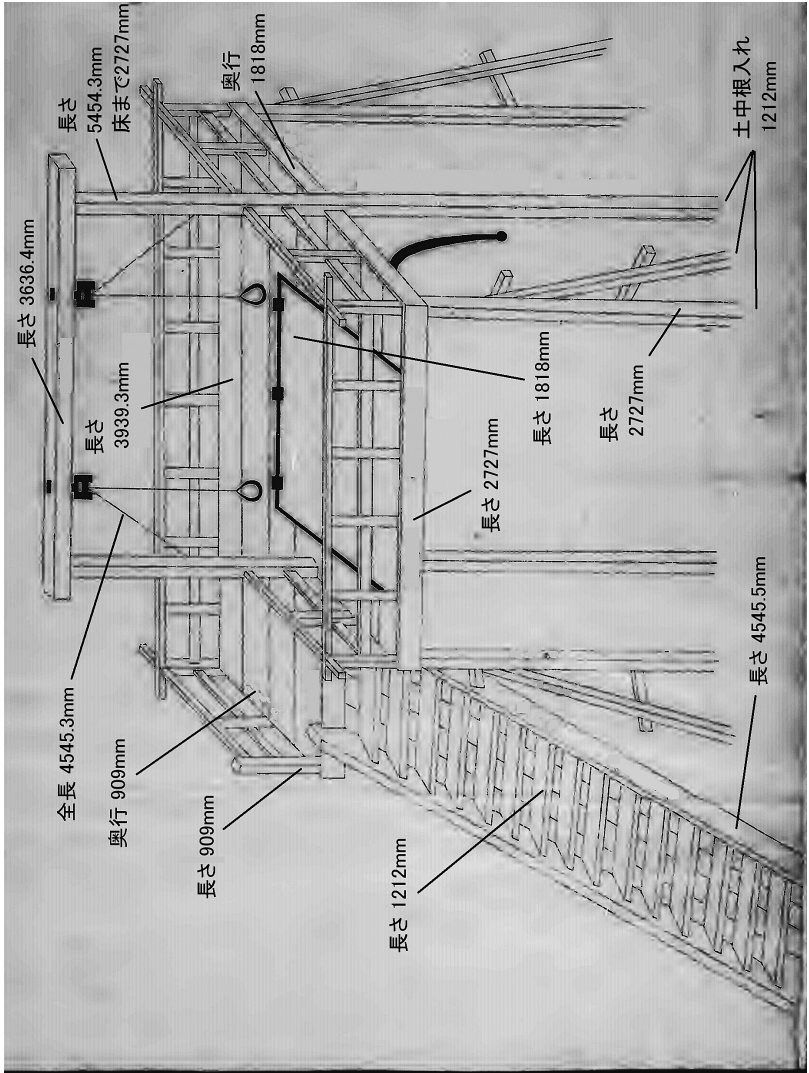 長さ 3636.4mm
長さ
5454.3mm
床まで2727mm
奥行
1818mm
土中根入れ
1212mm
長さ
3939.3mm
長さ 1818mm
長さ
2727mm
長さ 2727mm
全長 4545.3mm
奥行 909mm
長さ 909mm
長さ 1212mm
長さ 4545.5mm